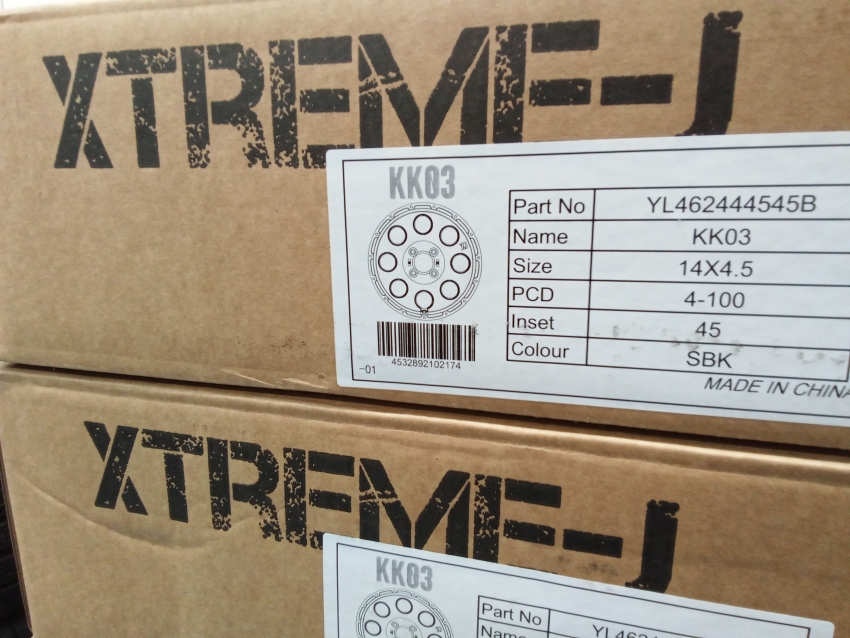 XTREME-J
KK03
Part No YL462444545B
Name KK03
Size 14X4.5
PCD 4-100
Inset 45
Colour SBK
4532892102174
-01
MADE IN CHINA
XTREME-J
KK03
Part No
Name